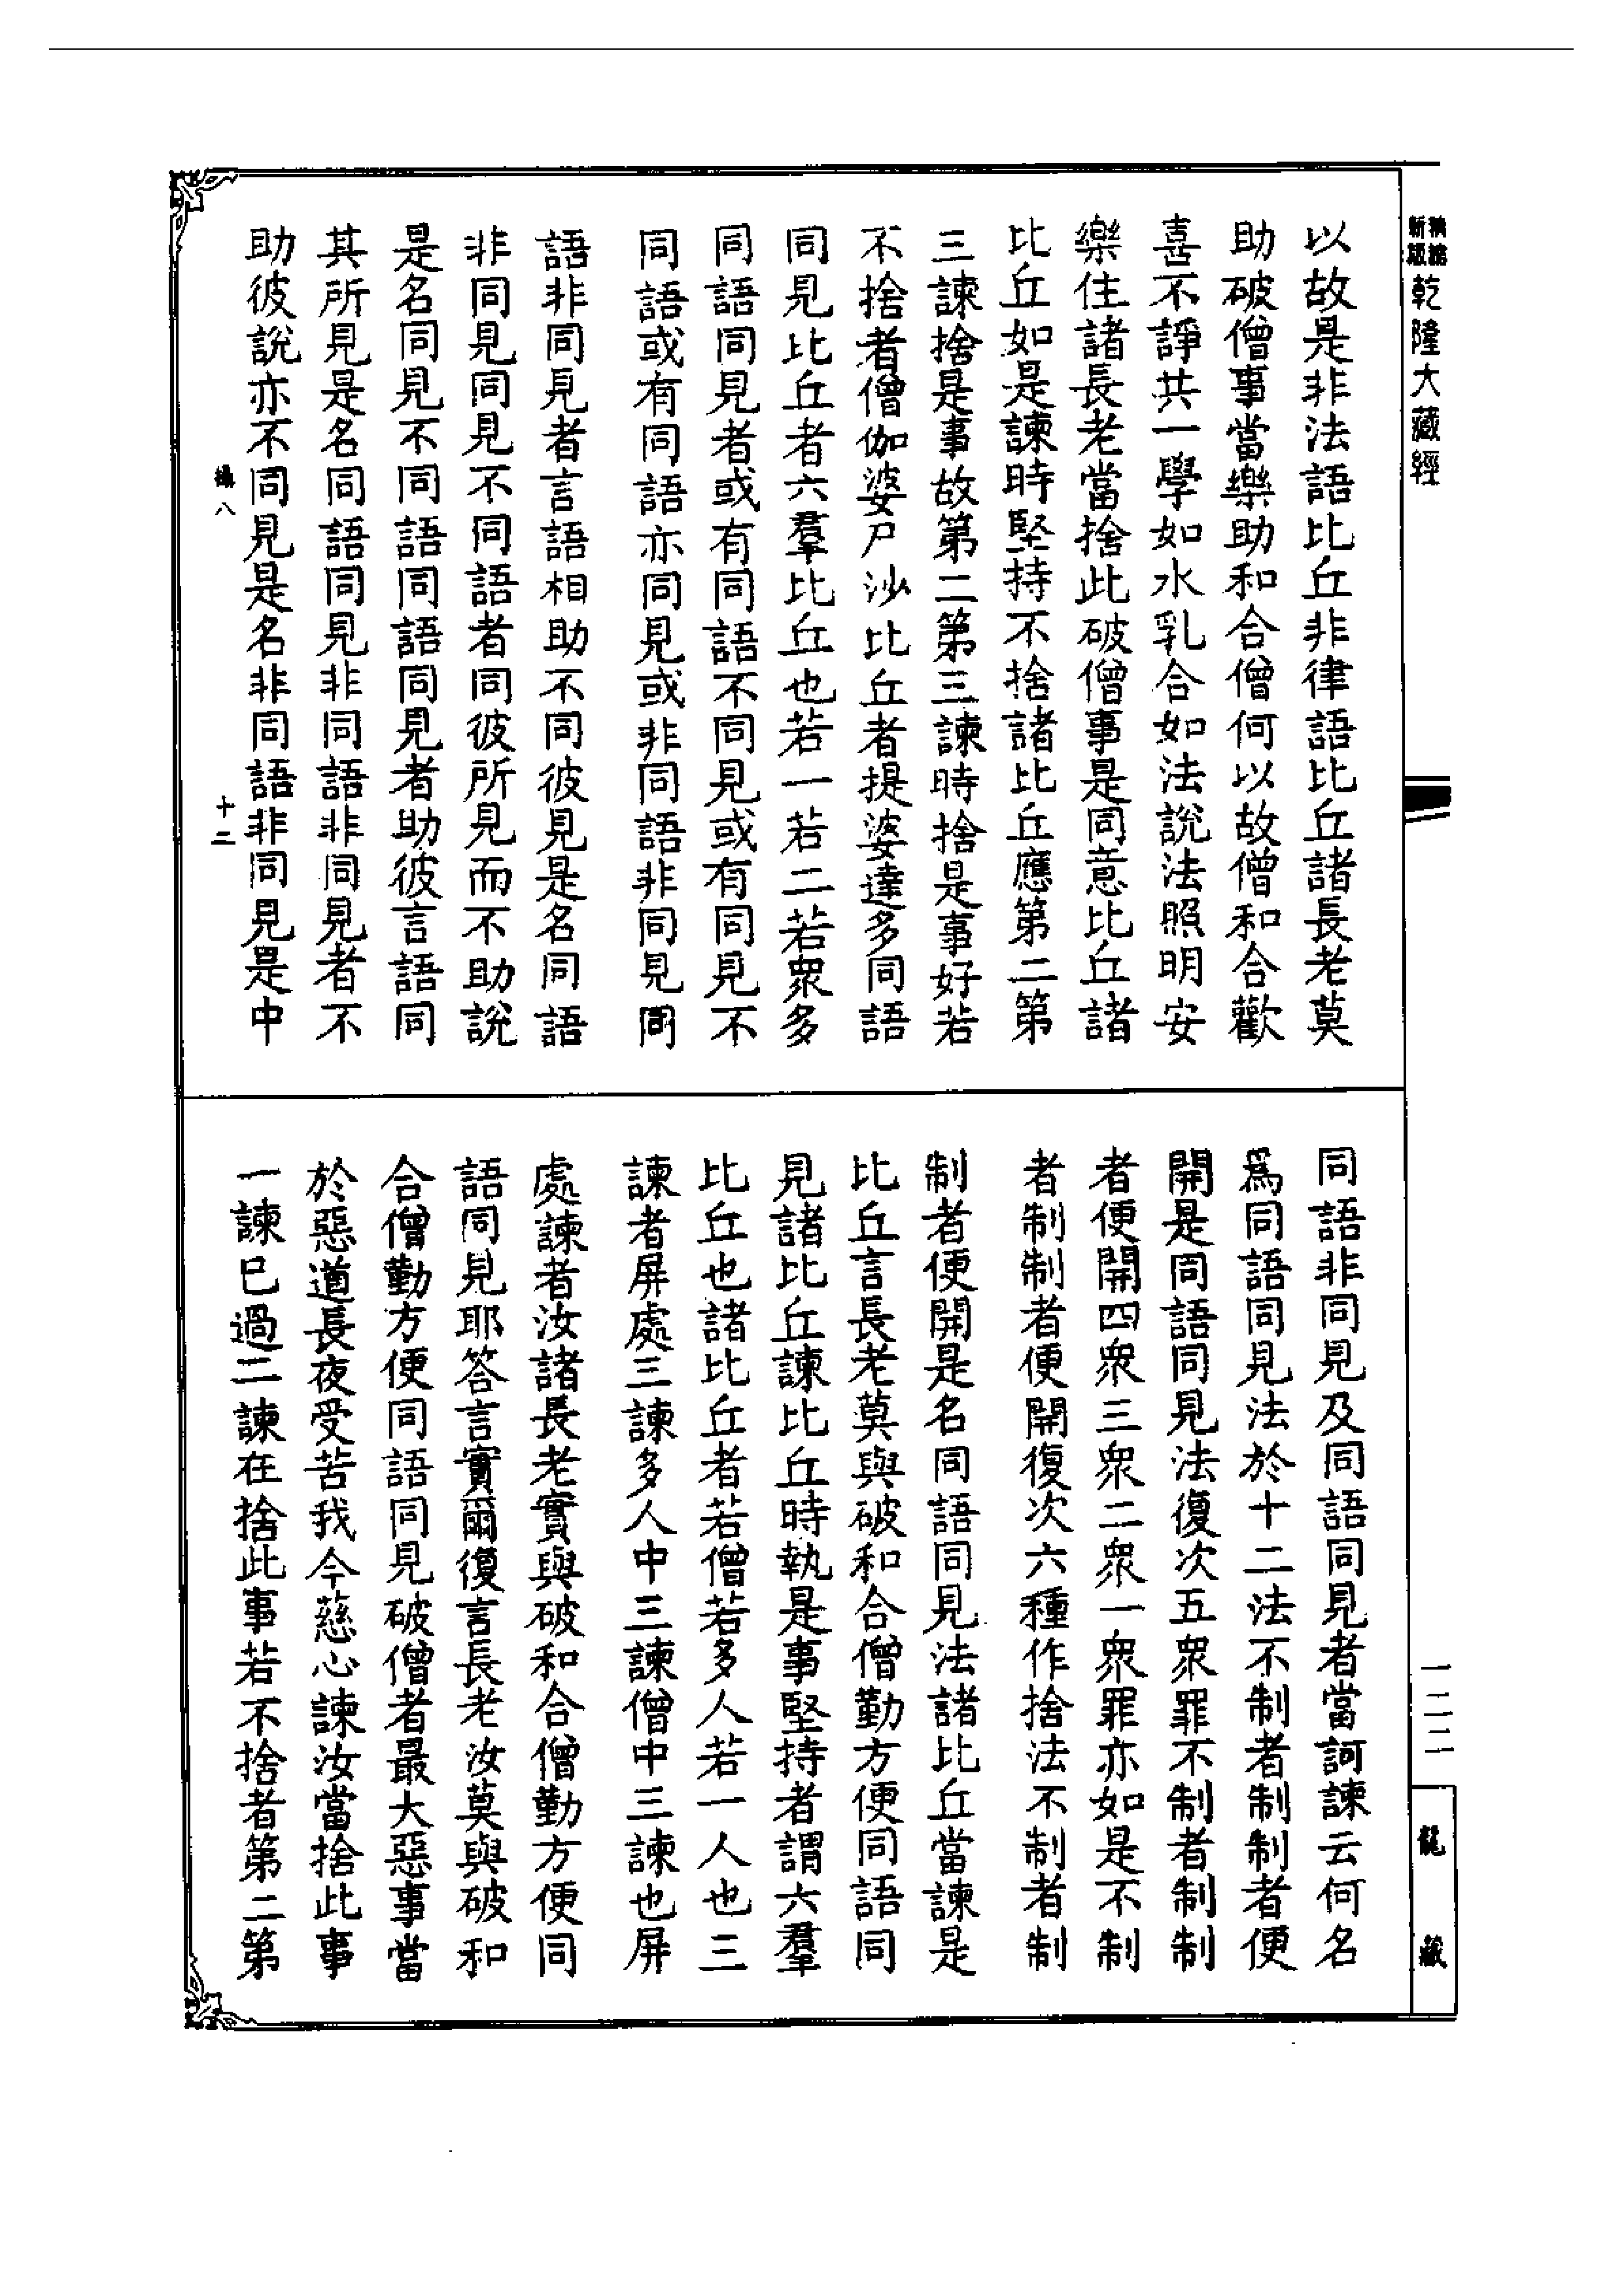 乾隆大藏經
以故是非法語比丘非律語比丘諸長老莫
助破僧事當樂助和合僧何以故僧和合歡
喜不諍共一學如水乳合如法說法照明安
樂住諸長老當捨此破僧事是同意比丘諸
比丘如是諫時堅持不捨諸比丘應第二第
三諫捨是事故第二第三諫時捨是事好若
不捨者僧伽婆尸沙比丘者提婆達多同語
同見比丘者六羣比丘也若一若二若眾多
同語同見者或有同語不同見或有同見不
同語或有同語亦同見或非同語非同見同
語非同見者言語相助不同彼見是名同語
非同見同見不同語者同彼所見而不助說
是名同見不同語同語同見者助彼言語同
其所見是名同語同見非同語非同見者不
助彼說亦不同見是名非同語非同見是中
八 十二
同語非同見及同語同見者當訶諫云何名
爲同語同見法於十二法不制者制制者便
開是同語同見法復次五眾罪不制者制制
者便開四眾三眾二眾一眾罪亦如是不制
者制制者便開復次六種作捨法不制者制
制者便開是名同語同見法諸比丘當諫是
比丘言長老莫與破和合僧勤方便同語同
見諸比丘諫比丘時執是事堅持者謂六羣
比丘也諸比丘者若僧若多人若一人也三
諫者屏處三諫多人中三諫僧中三諫也屏
處諫者汝諸長老實與破和合僧勤方便同
語同見耶答言實爾復言長老汝莫與破和
合僧勤方便同語同見破僧者最大惡事當
於惡道長夜受苦我今慈心諫汝當捨此事
一諫已過二諫在捨此事若不捨者第二第
一二二
龍藏